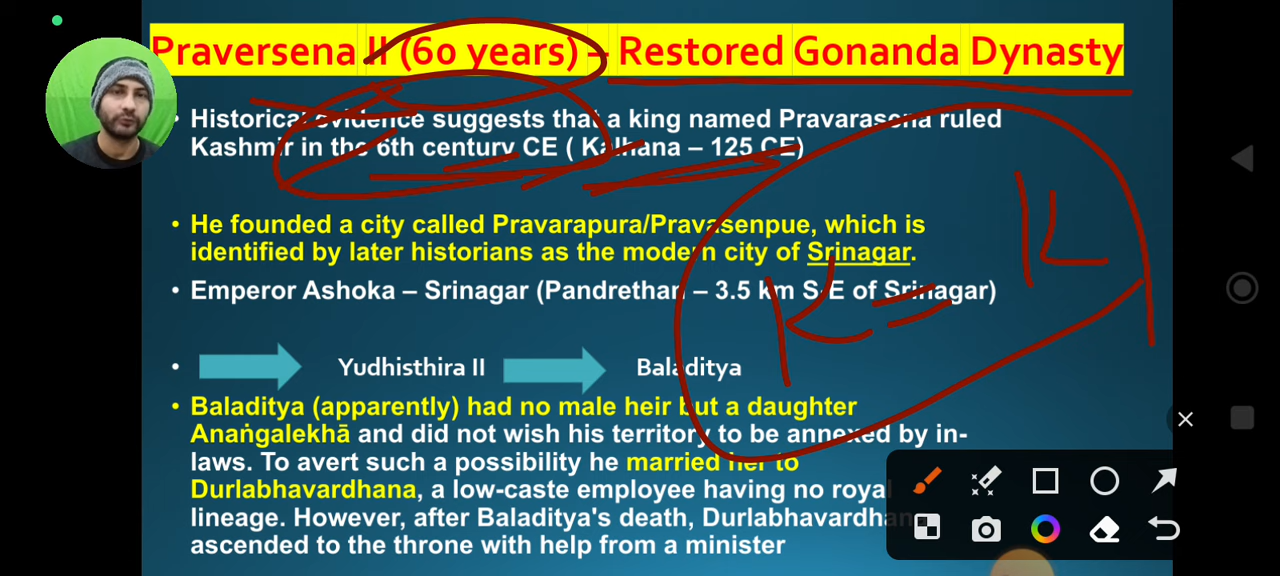 Praversena II (60 years) – Restored Gonanda Dynasty
• Historical evidence suggests that a king named Pravarasena ruled
Kashmir in the 6th century CE ( Kalhana – 125 CE)
• He founded a city called Pravarapura/Pravasenpue, which is
identified by later historians as the modern city of Srinagar.
• Emperor Ashoka – Srinagar (Pandrethan – 3.5 km S-E of Srinagar)
• Yudhisthira II Baladitya
• Baladitya (apparently) had no male heir but a daughter
Anaṅgalekhā and did not wish his territory to be annexed by in-
laws. To avert such a possibility he married her to
Durlabhavardhana, a low-caste employee having no royal
lineage. However, after Baladitya's death, Durlabhavardhan
ascended to the throne with help from a minister